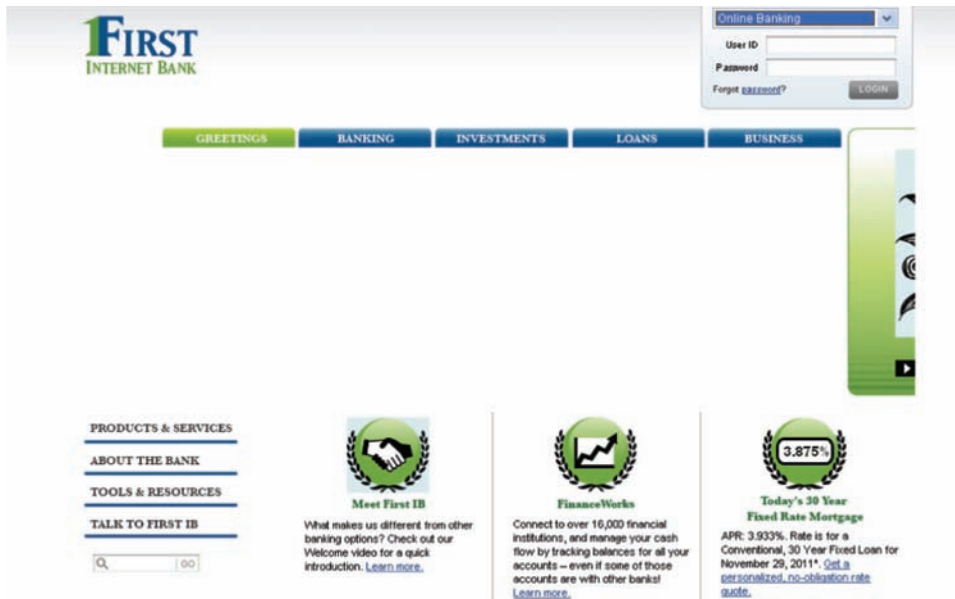 1FIRST
INTERNET BANK
Online Banking
User ID
Password
Forgot password?
LOGIN
GREETINGS
BANKING
INVESTMENTS
LOANS
BUSINESS
PRODUCTS & SERVICES
ABOUT THE BANK
TOOLS & RESOURCES
TALK TO FIRST IB
GO
Meet First IB
What makes us different from other
banking options? Check out our
Welcome video for a quick
introduction. Learn more.
FinanceWorks
Connect to over 16,000 financial
institutions, and manage your cash
flow by tracking balances for all your
accounts – even if some of those
accounts are with other banks!
Learn more.
3.875%
Today's 30 Year
Fixed Rate Mortgage
APR: 3.933%. Rate is for a
Conventional, 30 Year Fixed Loan for
November 29, 2011*. Get a
personalized, no-obligation rate
quote.